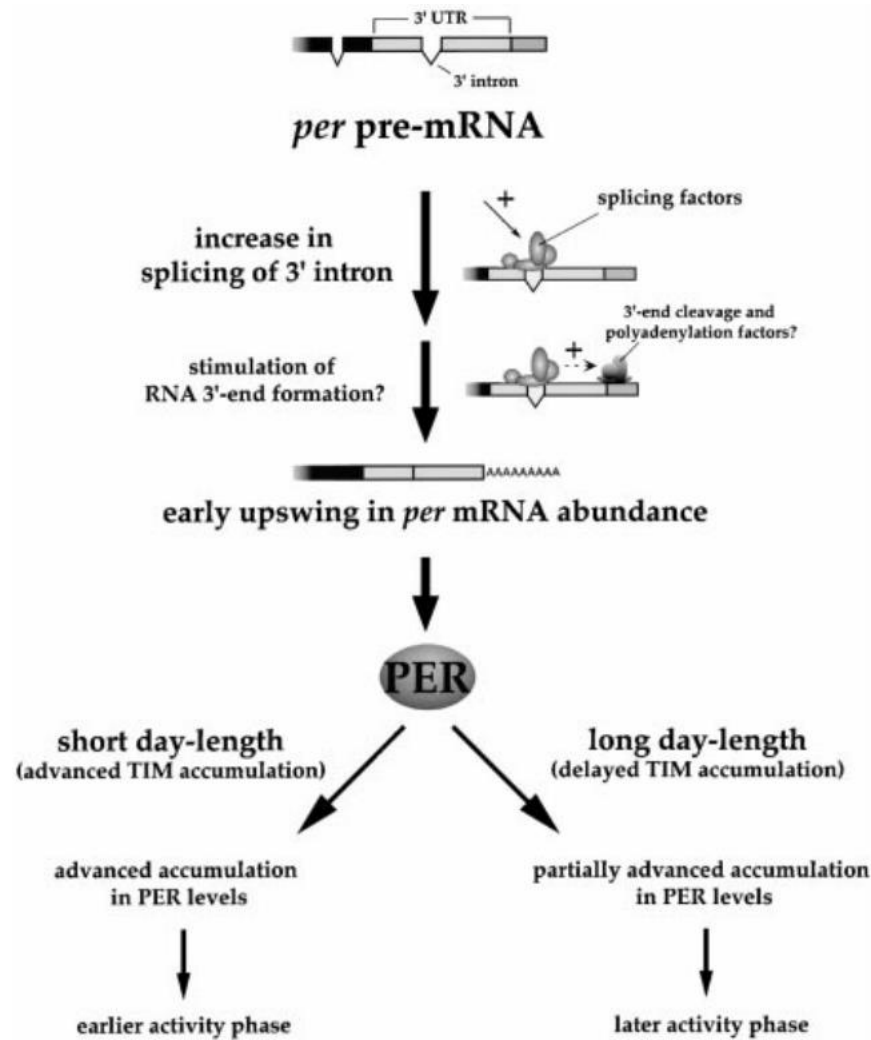 3' UTR
3' intron
per pre-mRNA
+
splicing factors
increase in
splicing of 3' intron
3'-end cleavage and
polyadenylation factors?
+
stimulation of
RNA 3'-end formation?
AAAAAAAAA
early upswing in per mRNA abundance
PER
short day-length
(advanced TIM accumulation)
long day-length
(delayed TIM accumulation)
advanced accumulation
in PER levels
partially advanced accumulation
in PER levels
earlier activity phase
later activity phase